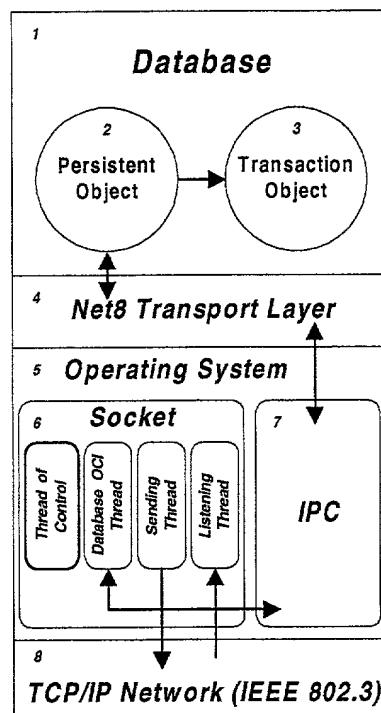 1
Database
2
Persistent
Object
3
Transaction
Object
4
Net8 Transport Layer
5 Operating System
6
Socket
Thread of
Control
Database OCI
Thread
Sending
Thread
Listening
Thread
7
IPC
8
TCP/IP Network (IEEE 802.3)